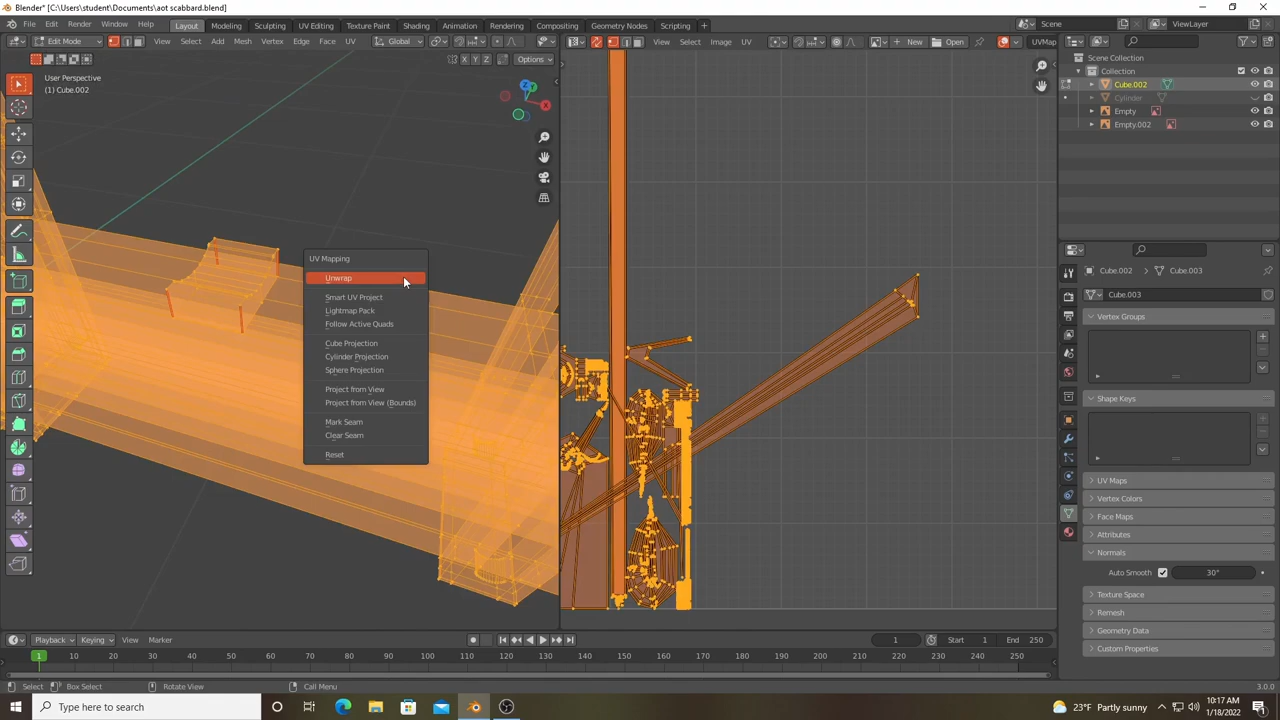 Blender* [C:\Users\student\Documents\aot scabbard.blend]
File Edit Render Window Help Layout Modeling Sculpting UV Editing Texture Paint Shading Animation Rendering Compositing Geometry Nodes Scripting + Scene ViewLayer
Edit Mode View Select Add Mesh Vertex Edge Face UV Global View Select Image UV New Open UVMap
X Y Z Options
User Perspective
(1) Cube.002
Z
X
Scene Collection
Collection
Cube.002
Cylinder
Empty
Empty.002
UV Mapping
Unwrap
Smart UV Project
Lightmap Pack
Follow Active Quads
Cube Projection
Cylinder Projection
Sphere Projection
Project from View
Project from View (Bounds)
Mark Seam
Clear Seam
Reset
Cube.002 Cube.003
Cube.003
Vertex Groups
Shape Keys
UV Maps
Vertex Colors
Face Maps
Attributes
Normals
Auto Smooth 30°
Texture Space
Remesh
Geometry Data
Custom Properties
Playback Keying View Marker 1 Start 1 End 250
1 10 20 30 40 50 60 70 80 90 100 110 120 130 140 150 160 170 180 190 200 210 220 230 240 250
Select Box Select Rotate View Call Menu 3.0.0
Type here to search
23°F Partly sunny
10:17 AM
1/18/2022